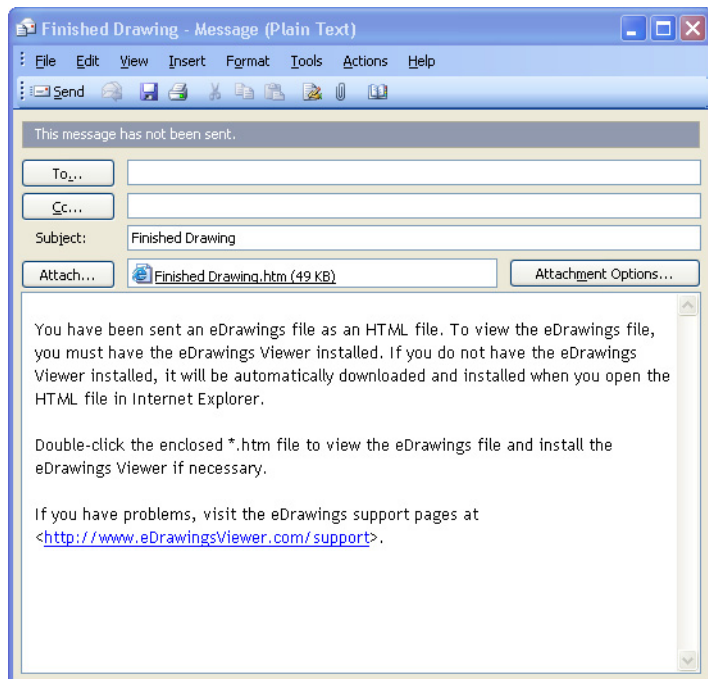 Finished Drawing - Message (Plain Text)
File Edit View Insert Format Tools Actions Help
Send
This message has not been sent.
To...
Cc...
Subject: Finished Drawing
Attach... Finished Drawing.htm (49 KB) Attachment Options...
You have been sent an eDrawings file as an HTML file. To view the eDrawings file,
you must have the eDrawings Viewer installed. If you do not have the eDrawings
Viewer installed, it will be automatically downloaded and installed when you open the
HTML file in Internet Explorer.
Double-click the enclosed *.htm file to view the eDrawings file and install the
eDrawings Viewer if necessary.
If you have problems, visit the eDrawings support pages at
<http://www.eDrawingsViewer.com/support>.